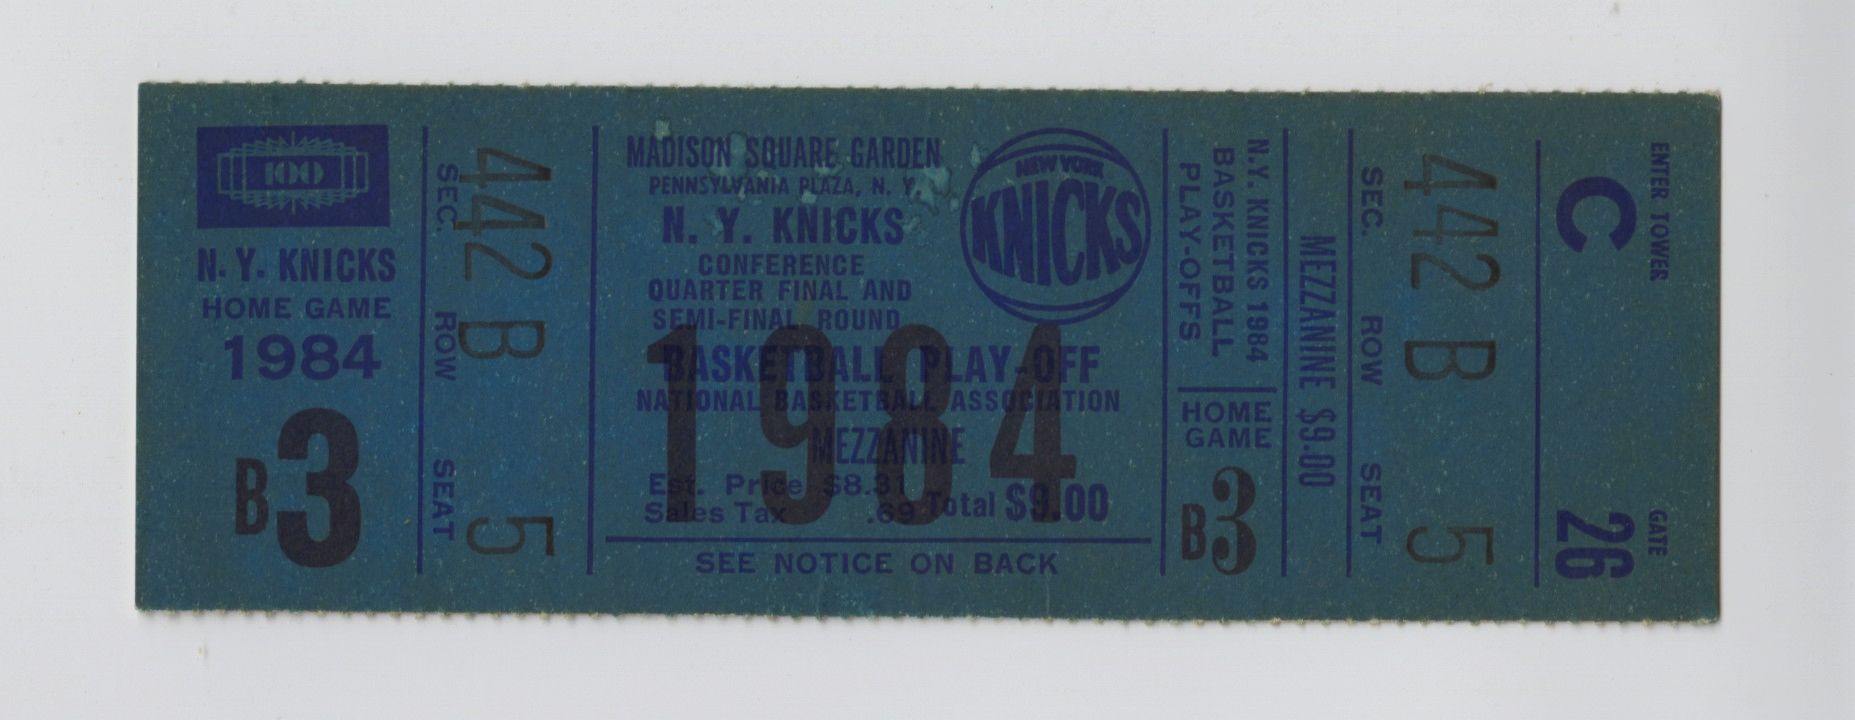 100
N. Y. KNICKS
HOME GAME
1984
B3
SEC. 442
ROW B
SEAT 5
MADISON SQUARE GARDEN
PENNSYLVANIA PLAZA, N. Y.
N. Y. KNICKS
CONFERENCE
QUARTER FINAL AND
SEMI-FINAL ROUND
BASKETBALL PLAY-OFF
NATIONAL BASKETBALL ASSOCIATION
1984
MEZZANINE
Est. Price $8.31
Sales Tax .69 Total $9.00
SEE NOTICE ON BACK
NEW YORK
KNICKS
N.Y. KNICKS 1984
BASKETBALL
PLAY-OFFS
HOME
GAME
B3
MEZZANINE $9.00
SEC. 442
ROW B
SEAT 5
ENTER TOWER
C
GATE
26